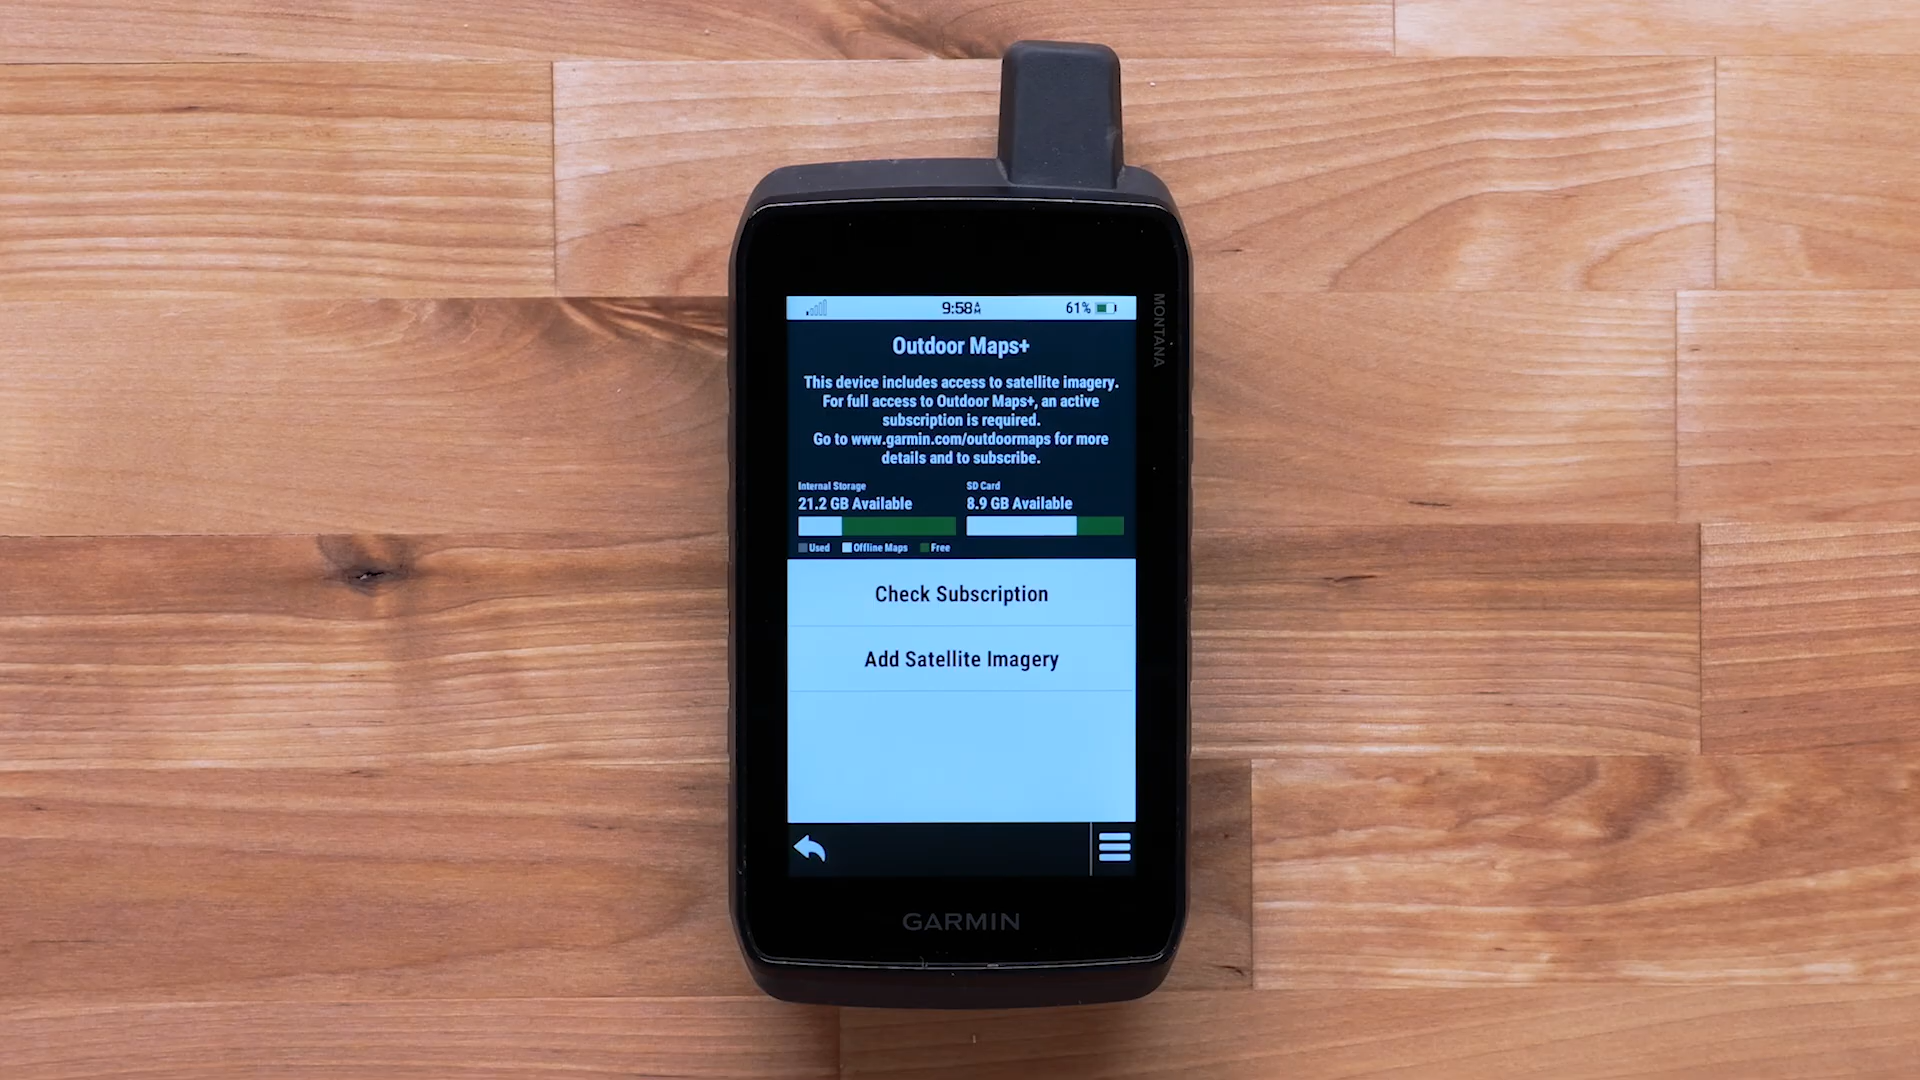 9:58A
61%
MONTANA
Outdoor Maps+
This device includes access to satellite imagery.
For full access to Outdoor Maps+, an active
subscription is required.
Go to www.garmin.com/outdoormaps for more
details and to subscribe.
Internal Storage
21.2 GB Available
SD Card
8.9 GB Available
Used Offline Maps Free
Check Subscription
Add Satellite Imagery
GARMIN